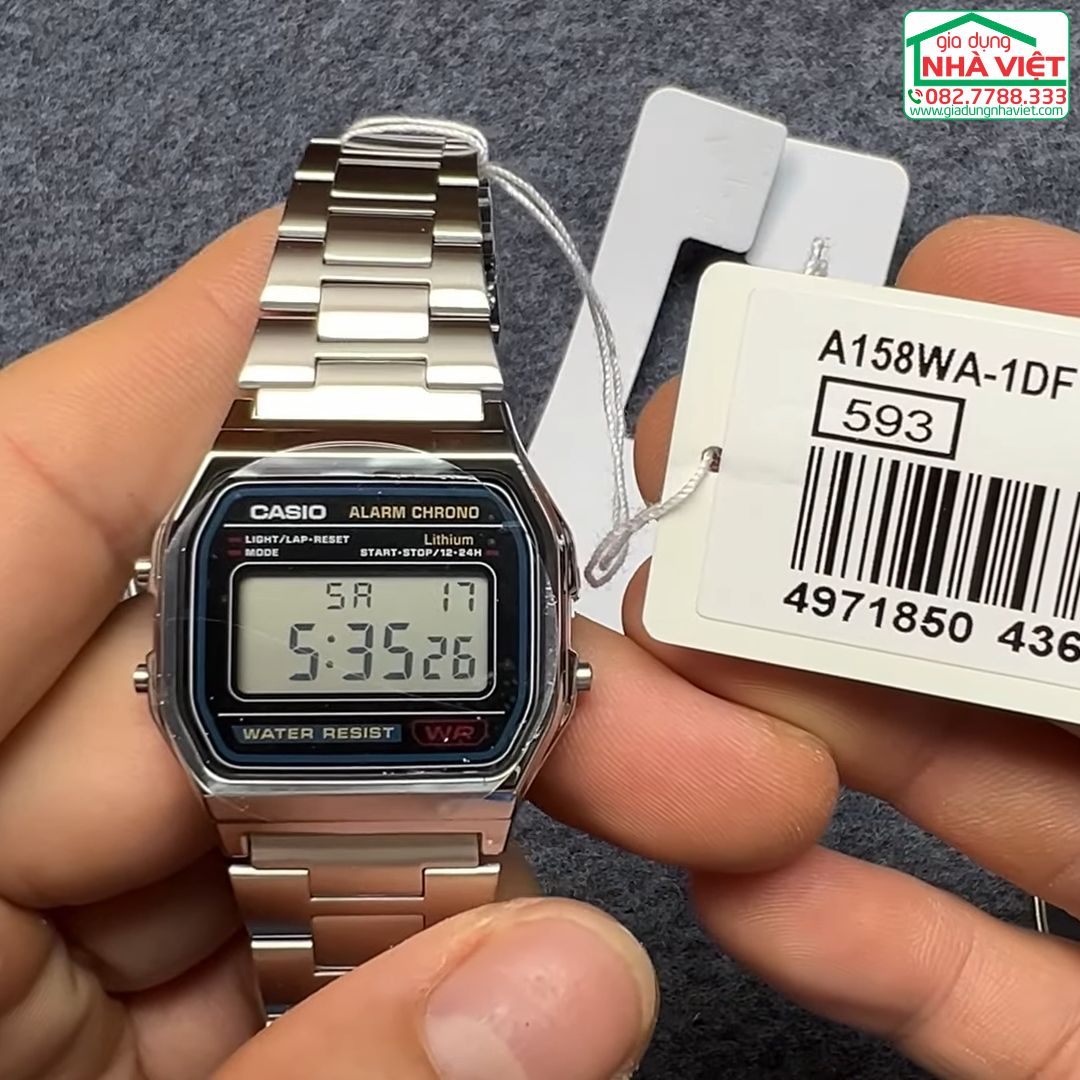 gia dụng
NHÀ VIỆT
082.7788.333
www.giadungnhaviet.com
A158WA-1DF
593
4971850 436
CASIO ALARM CHRONO
LIGHT/LAP•RESET Lithium
MODE START•STOP/12•24H
SA 17
5:35 26
WATER RESIST WR